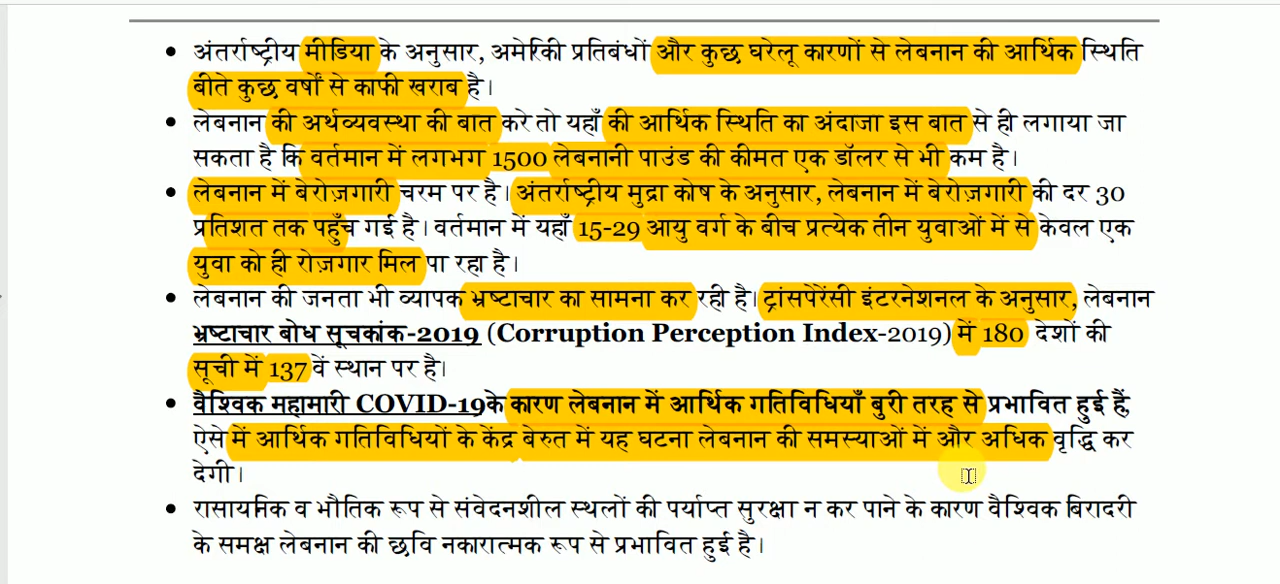 • अंतर्राष्ट्रीय मीडिया के अनुसार, अमेरिकी प्रतिबंधों और कुछ घरेलू कारणों से लेबनान की आर्थिक स्थिति
बीते कुछ वर्षों से काफी खराब है।
• लेबनान की अर्थव्यवस्था की बात करे तो यहाँ की आर्थिक स्थिति का अंदाजा इस बात से ही लगाया जा
सकता है कि वर्तमान में लगभग 1500 लेबनानी पाउंड की कीमत एक डॉलर से भी कम है।
• लेबनान में बेरोज़गारी चरम पर है। अंतर्राष्ट्रीय मुद्रा कोष के अनुसार, लेबनान में बेरोज़गारी की दर 30
प्रतिशत तक पहुँच गई है। वर्तमान में यहाँ 15-29 आयु वर्ग के बीच प्रत्येक तीन युवाओं में से केवल एक
युवा को ही रोज़गार मिल पा रहा है।
• लेबनान की जनता भी व्यापक भ्रष्टाचार का सामना कर रही है। ट्रांसपेरेंसी इंटरनेशनल के अनुसार, लेबनान
भ्रष्टाचार बोध सूचकांक-2019 (Corruption Perception Index-2019) में 180 देशों की
सूची में 137 वें स्थान पर है।
• वैश्विक महामारी COVID-19के कारण लेबनान में आर्थिक गतिविधियाँ बुरी तरह से प्रभावित हुई हैं,
ऐसे में आर्थिक गतिविधियों के केंद्र बेरुत में यह घटना लेबनान की समस्याओं में और अधिक वृद्धि कर
देगी।
• रासायनिक व भौतिक रूप से संवेदनशील स्थलों की पर्याप्त सुरक्षा न कर पाने के कारण वैश्विक बिरादरी
के समक्ष लेबनान की छवि नकारात्मक रूप से प्रभावित हुई है।